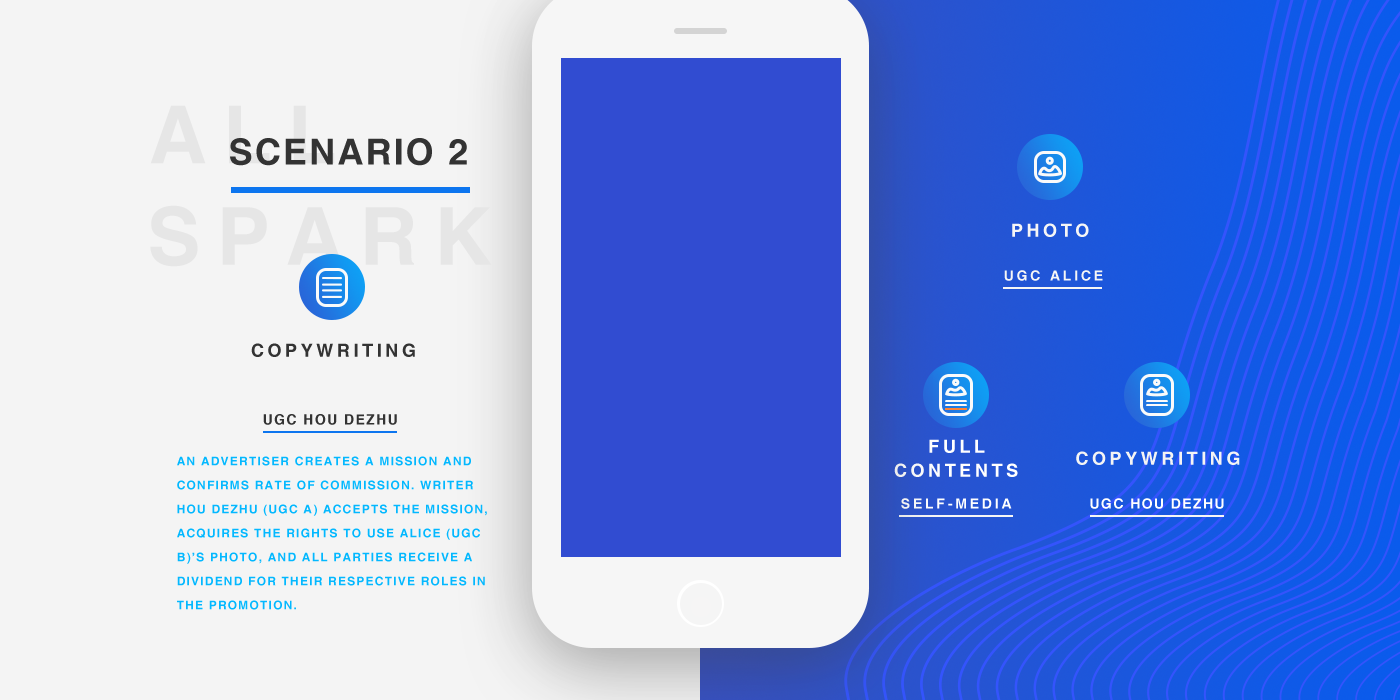 ALL
SPARK
SCENARIO 2
COPYWRITING
UGC HOU DEZHU
AN ADVERTISER CREATES A MISSION AND
CONFIRMS RATE OF COMMISSION. WRITER
HOU DEZHU (UGC A) ACCEPTS THE MISSION,
ACQUIRES THE RIGHTS TO USE ALICE (UGC
B)'S PHOTO, AND ALL PARTIES RECEIVE A
DIVIDEND FOR THEIR RESPECTIVE ROLES IN
THE PROMOTION.
PHOTO
UGC ALICE
FULL
CONTENTS
SELF-MEDIA
COPYWRITING
UGC HOU DEZHU